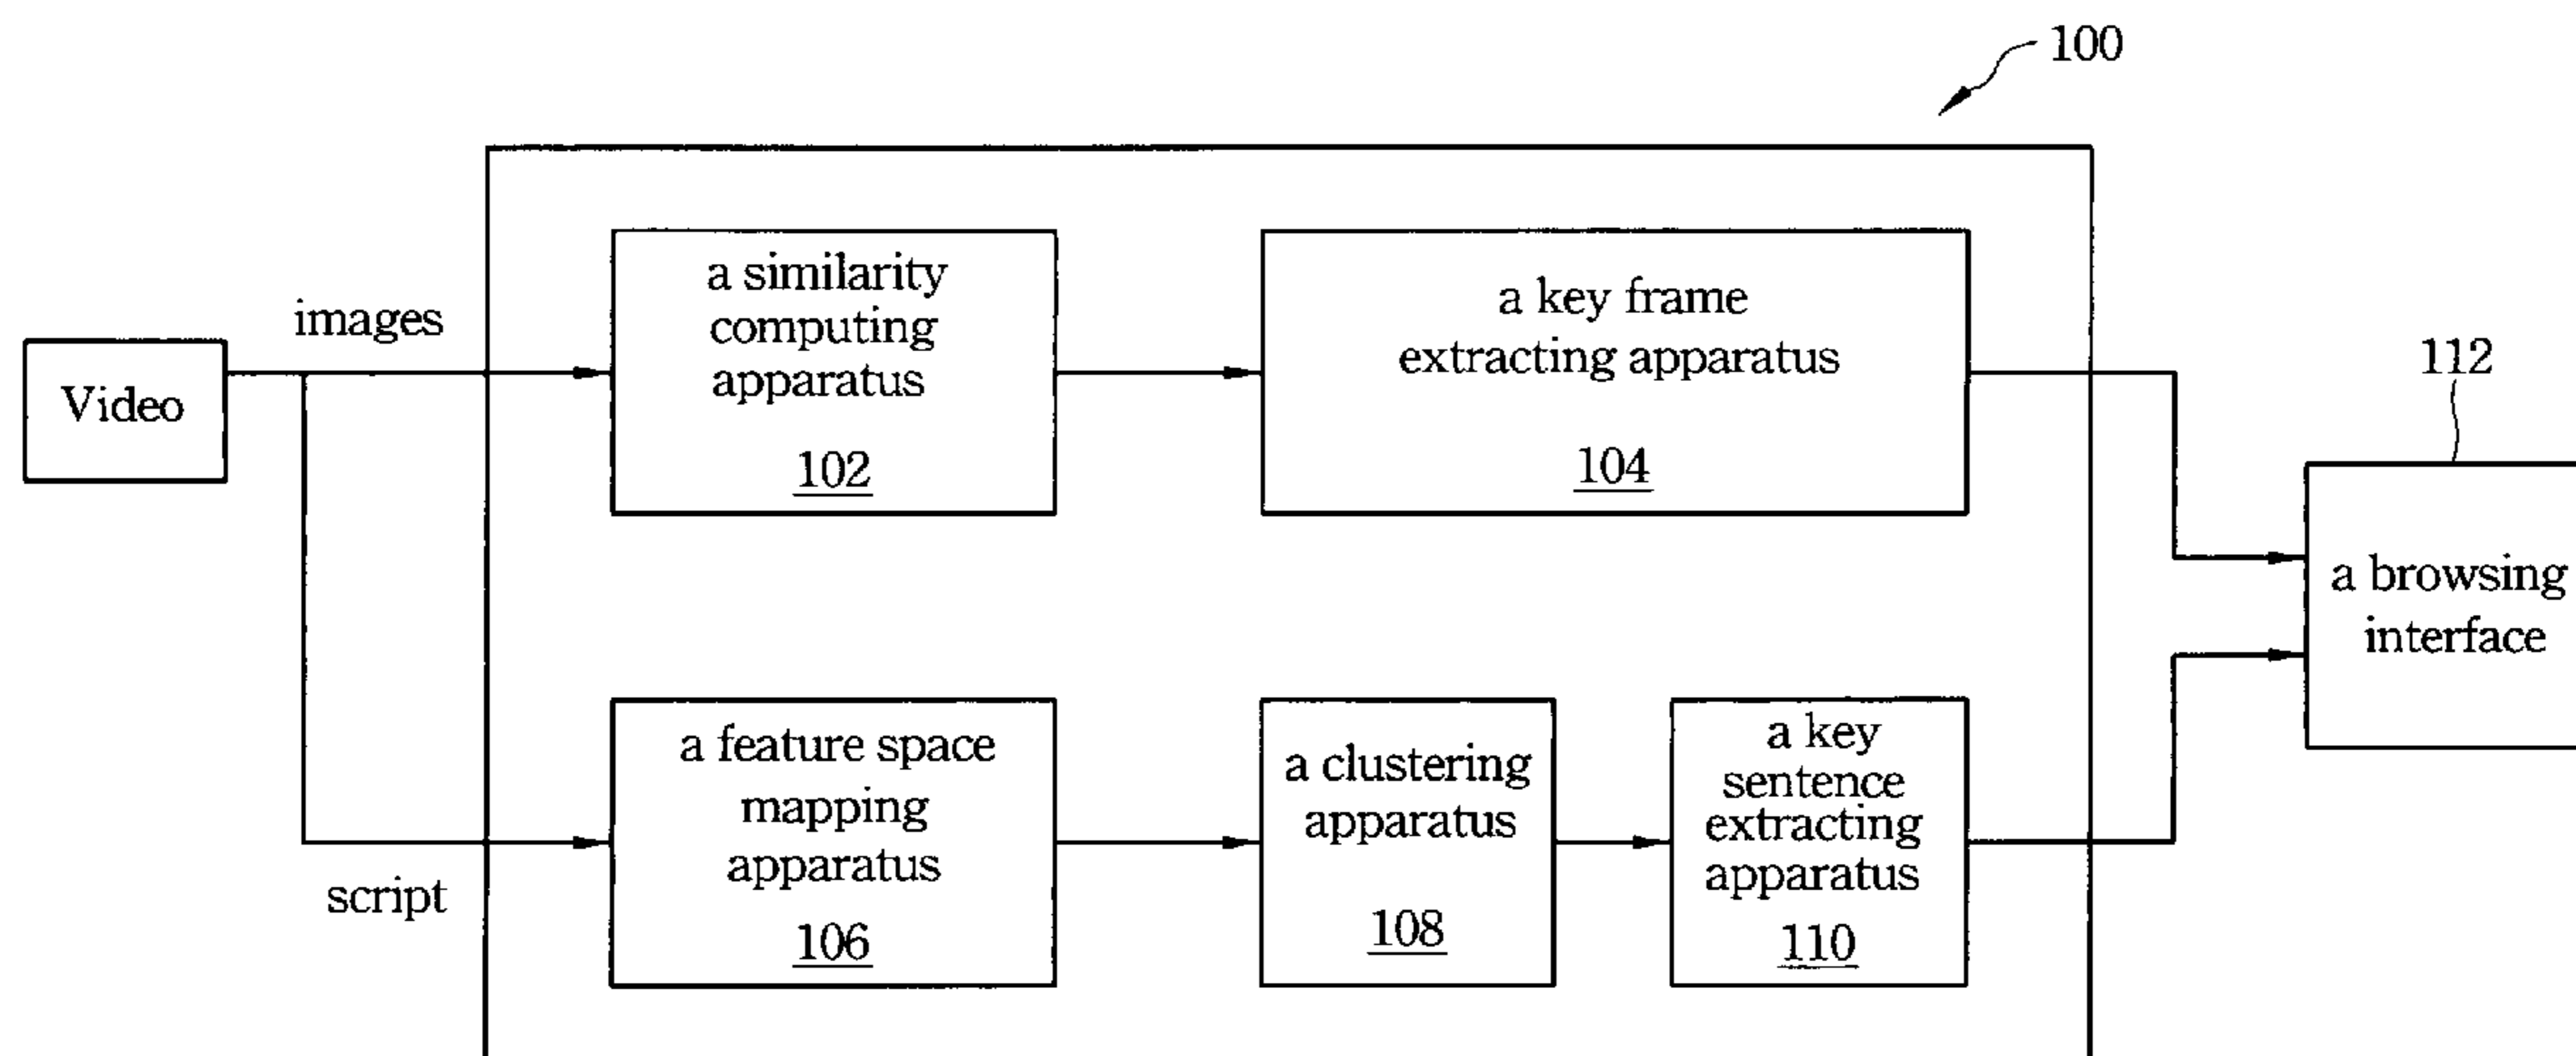 100
images
Video
a similarity
computing
apparatus
102
a key frame
extracting apparatus
104
112
a browsing
interface
script
a feature space
mapping
apparatus
106
a clustering
apparatus
108
a key
sentence
extracting
apparatus
110